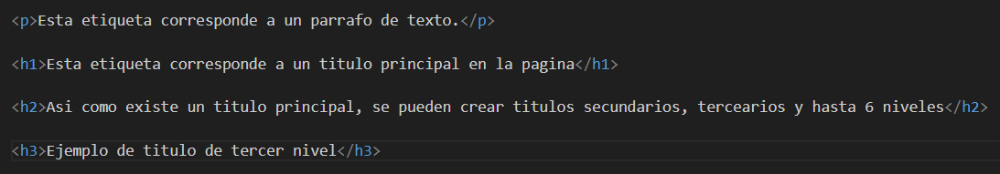 <p>Esta etiqueta corresponde a un parrafo de texto.</p>
<h1>Esta etiqueta corresponde a un titulo principal en la pagina</h1>
<h2>Asi como existe un titulo principal, se pueden crear titulos secundarios, tercearios y hasta 6 niveles</h2>
<h3>Ejemplo de titulo de tercer nivel</h3>